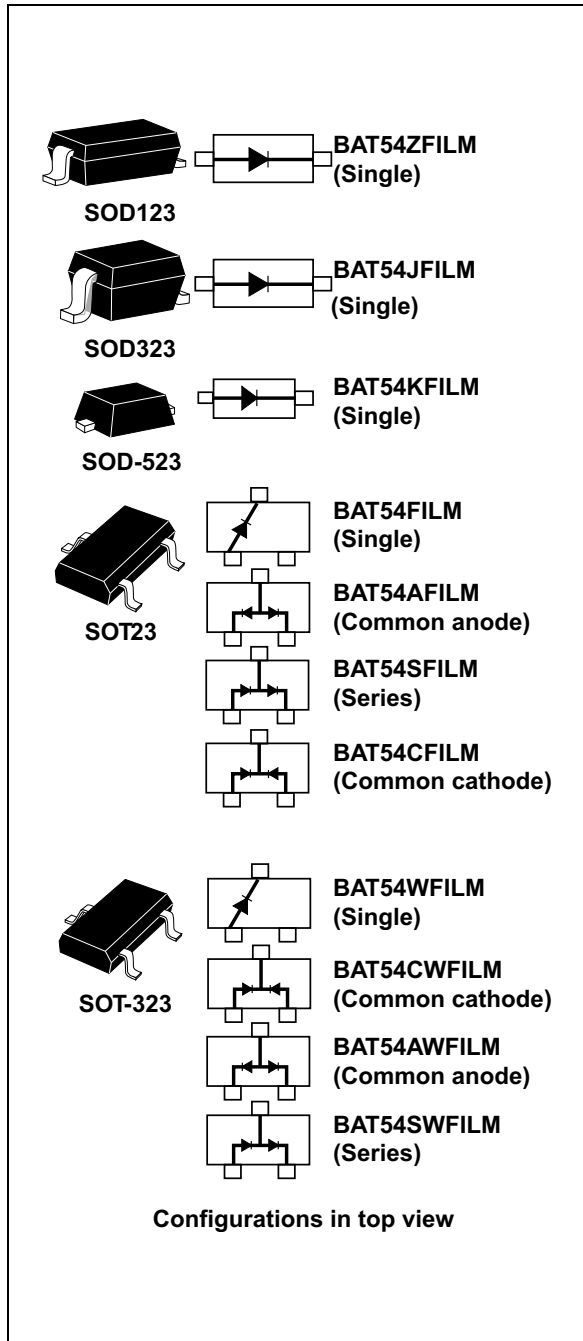 BAT54ZFILM
(Single)
SOD123
BAT54JFILM
(Single)
SOD323
BAT54KFILM
(Single)
SOD-523
BAT54FILM
(Single)
SOT23
BAT54AFILM
(Common anode)
BAT54SFILM
(Series)
BAT54CFILM
(Common cathode)
BAT54WFILM
(Single)
SOT-323
BAT54CWFILM
(Common cathode)
BAT54AWFILM
(Common anode)
BAT54SWFILM
(Series)
Configurations in top view